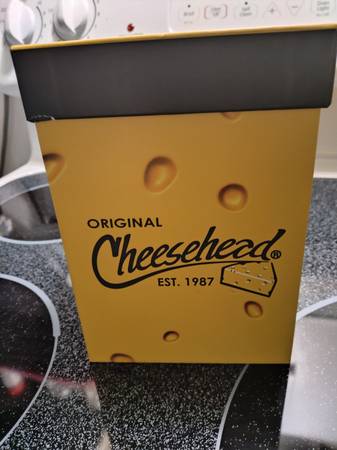 ORIGINAL
Cheesehead®
EST. 1987